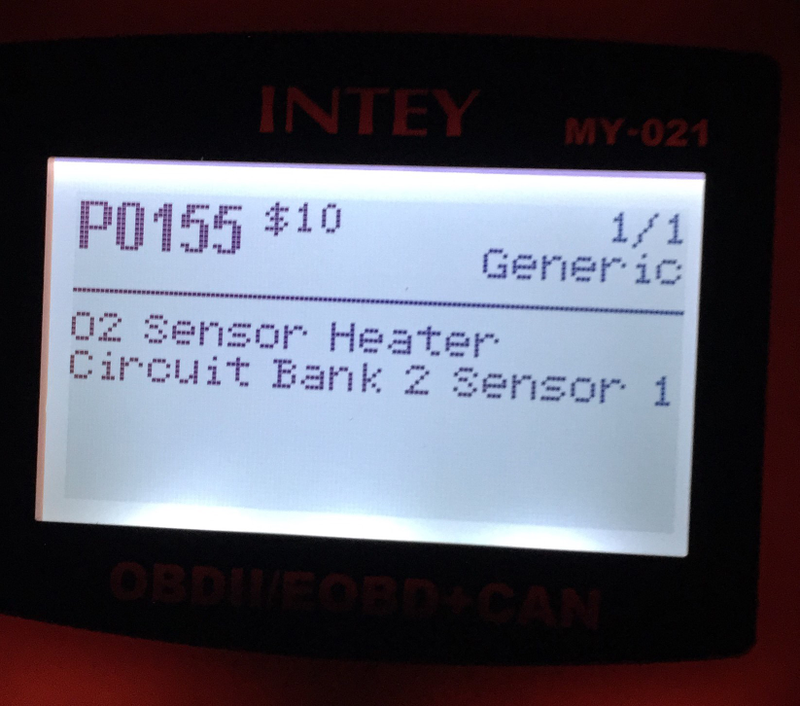 INTEY
MY-021
P0155 $10 1/1
Generic
O2 Sensor Heater
Circuit Bank 2 Sensor 1
OBDII/EOBD+CAN